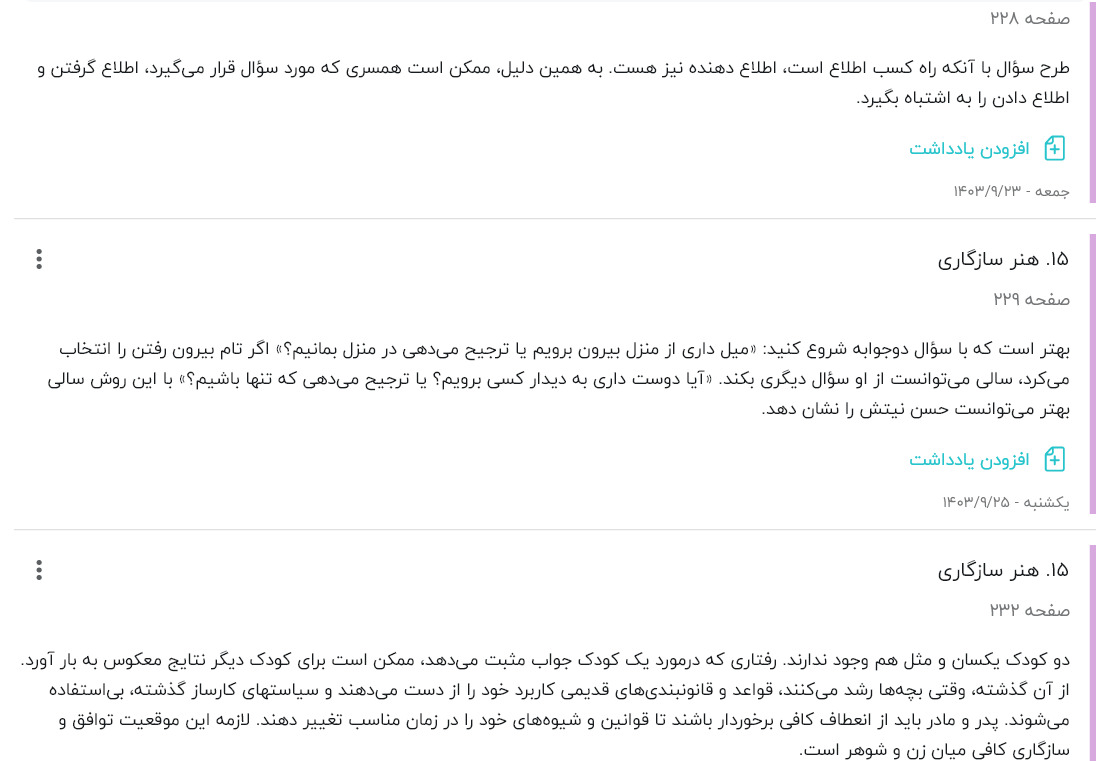 صفحه ۲۲۸
طرح سؤال با آنکه راه کسب اطلاع است، اطلاع دهنده نیز هست. به همین دلیل، ممکن است همسری که مورد سؤال قرار می‌گیرد، اطلاع گرفتن و
اطلاع دادن را به اشتباه بگیرد.
افزودن یادداشت
جمعه - ۱۴۰۳/۹/۲۳
۱۵. هنر سازگاری
صفحه ۲۲۹
بهتر است که با سؤال دوجوابه شروع کنید: «میل داری از منزل بیرون برویم یا ترجیح می‌دهی در منزل بمانیم؟» اگر تام بیرون رفتن را انتخاب
می‌کرد، سالی می‌توانست از او سؤال دیگری بکند. «آیا دوست داری به دیدار کسی برویم؟ یا ترجیح می‌دهی که تنها باشیم؟» با این روش سالی
بهتر می‌توانست حسن نیتش را نشان دهد.
افزودن یادداشت
یکشنبه - ۱۴۰۳/۹/۲۵
۱۵. هنر سازگاری
صفحه ۲۳۲
دو کودک یکسان و مثل هم وجود ندارند. رفتاری که درمورد یک کودک جواب مثبت می‌دهد، ممکن است برای کودک دیگر نتایج معکوس به بار آورد.
از آن گذشته، وقتی بچه‌ها رشد می‌کنند، قواعد و قانونبندی‌های قدیمی کاربرد خود را از دست می‌دهند و سیاستهای کارساز گذشته، بی‌استفاده
می‌شوند. پدر و مادر باید از انعطاف کافی برخوردار باشند تا قوانین و شیوه‌های خود را در زمان مناسب تغییر دهند. لازمه این موقعیت توافق و
سازگاری کافی میان زن و شوهر است.